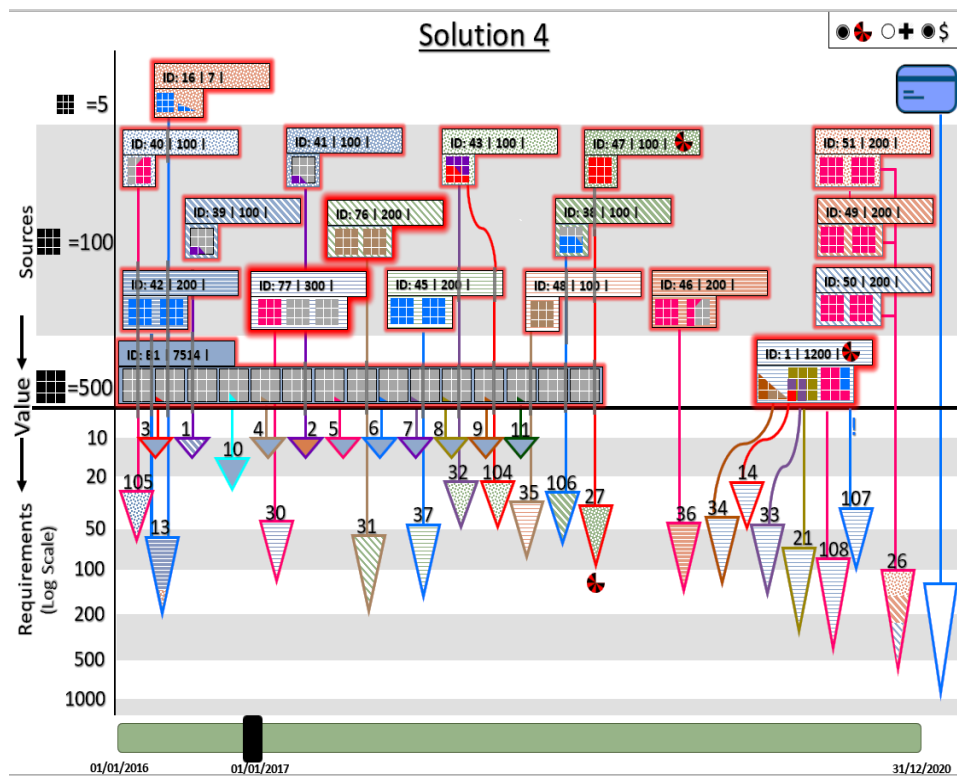 Solution 4
$
=5
=100
=500
Sources
Value
Requirements
(Log Scale)
ID: 16 | 7 |
ID: 40 | 100 |
ID: 41 | 100 |
ID: 43 | 100 |
ID: 47 | 100 |
ID: 51 | 200 |
ID: 39 | 100 |
ID: 76 | 200 |
ID: 38 | 100 |
ID: 49 | 200 |
ID: 42 | 200 |
ID: 77 | 300 |
ID: 45 | 200 |
ID: 48 | 100 |
ID: 46 | 200 |
ID: 50 | 200 |
ID: 81 | 7514 |
ID: 1 | 1200 |
3 1 10 4 2 5 6 7 8 9 11 !
105 13 30 31 37 32 104 35 106 27 36 34 14 33 21 108 107 26
10
20
50
100
200
500
1000
01/01/2016
01/01/2017
31/12/2020